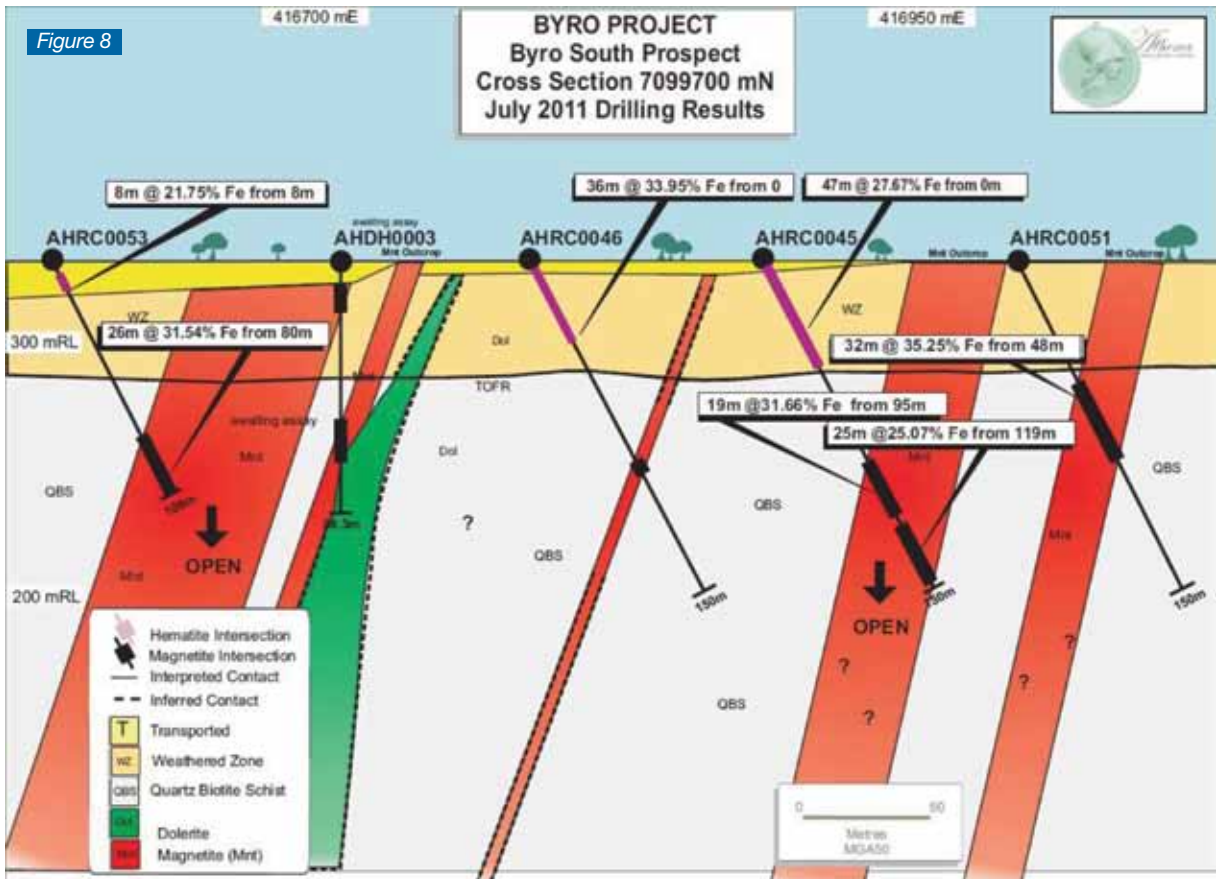 Figure 8
416700 mE
416950 mE
BYRO PROJECT
Byro South Prospect
Cross Section 7099700 mN
July 2011 Drilling Results
Athena
8m @ 21.75% Fe from 8m
36m @ 33.95% Fe from 0
47m @ 27.67% Fe from 0m
awaiting assay
AHRC0053
AHDH0003
Mnt Outcrop
AHRC0046
AHRC0045
Mnt Outcrop
AHRC0051
Mnt Outcrop
WZ
WZ
300 mRL
26m @ 31.54% Fe from 80m
Dol
32m @ 35.25% Fe from 48m
Mnt
TOFR
19m @31.66% Fe from 95m
awaiting assay
25m @25.07% Fe from 119m
Mnt
Dol
Mnt
QBS
QBS
QBS
?
QBS
Mnt
OPEN
Mnt
200 mRL
150m
150m
150m
OPEN
?
?
?
?
QBS
Hematite Intersection
Magnetite Intersection
Interpreted Contact
Inferred Contact
T Transported
WZ Weathered Zone
QBS Quartz Biotite Schist
Dol Dolerite
Mnt Magnetite (Mnt)
0
Metres
MGA50